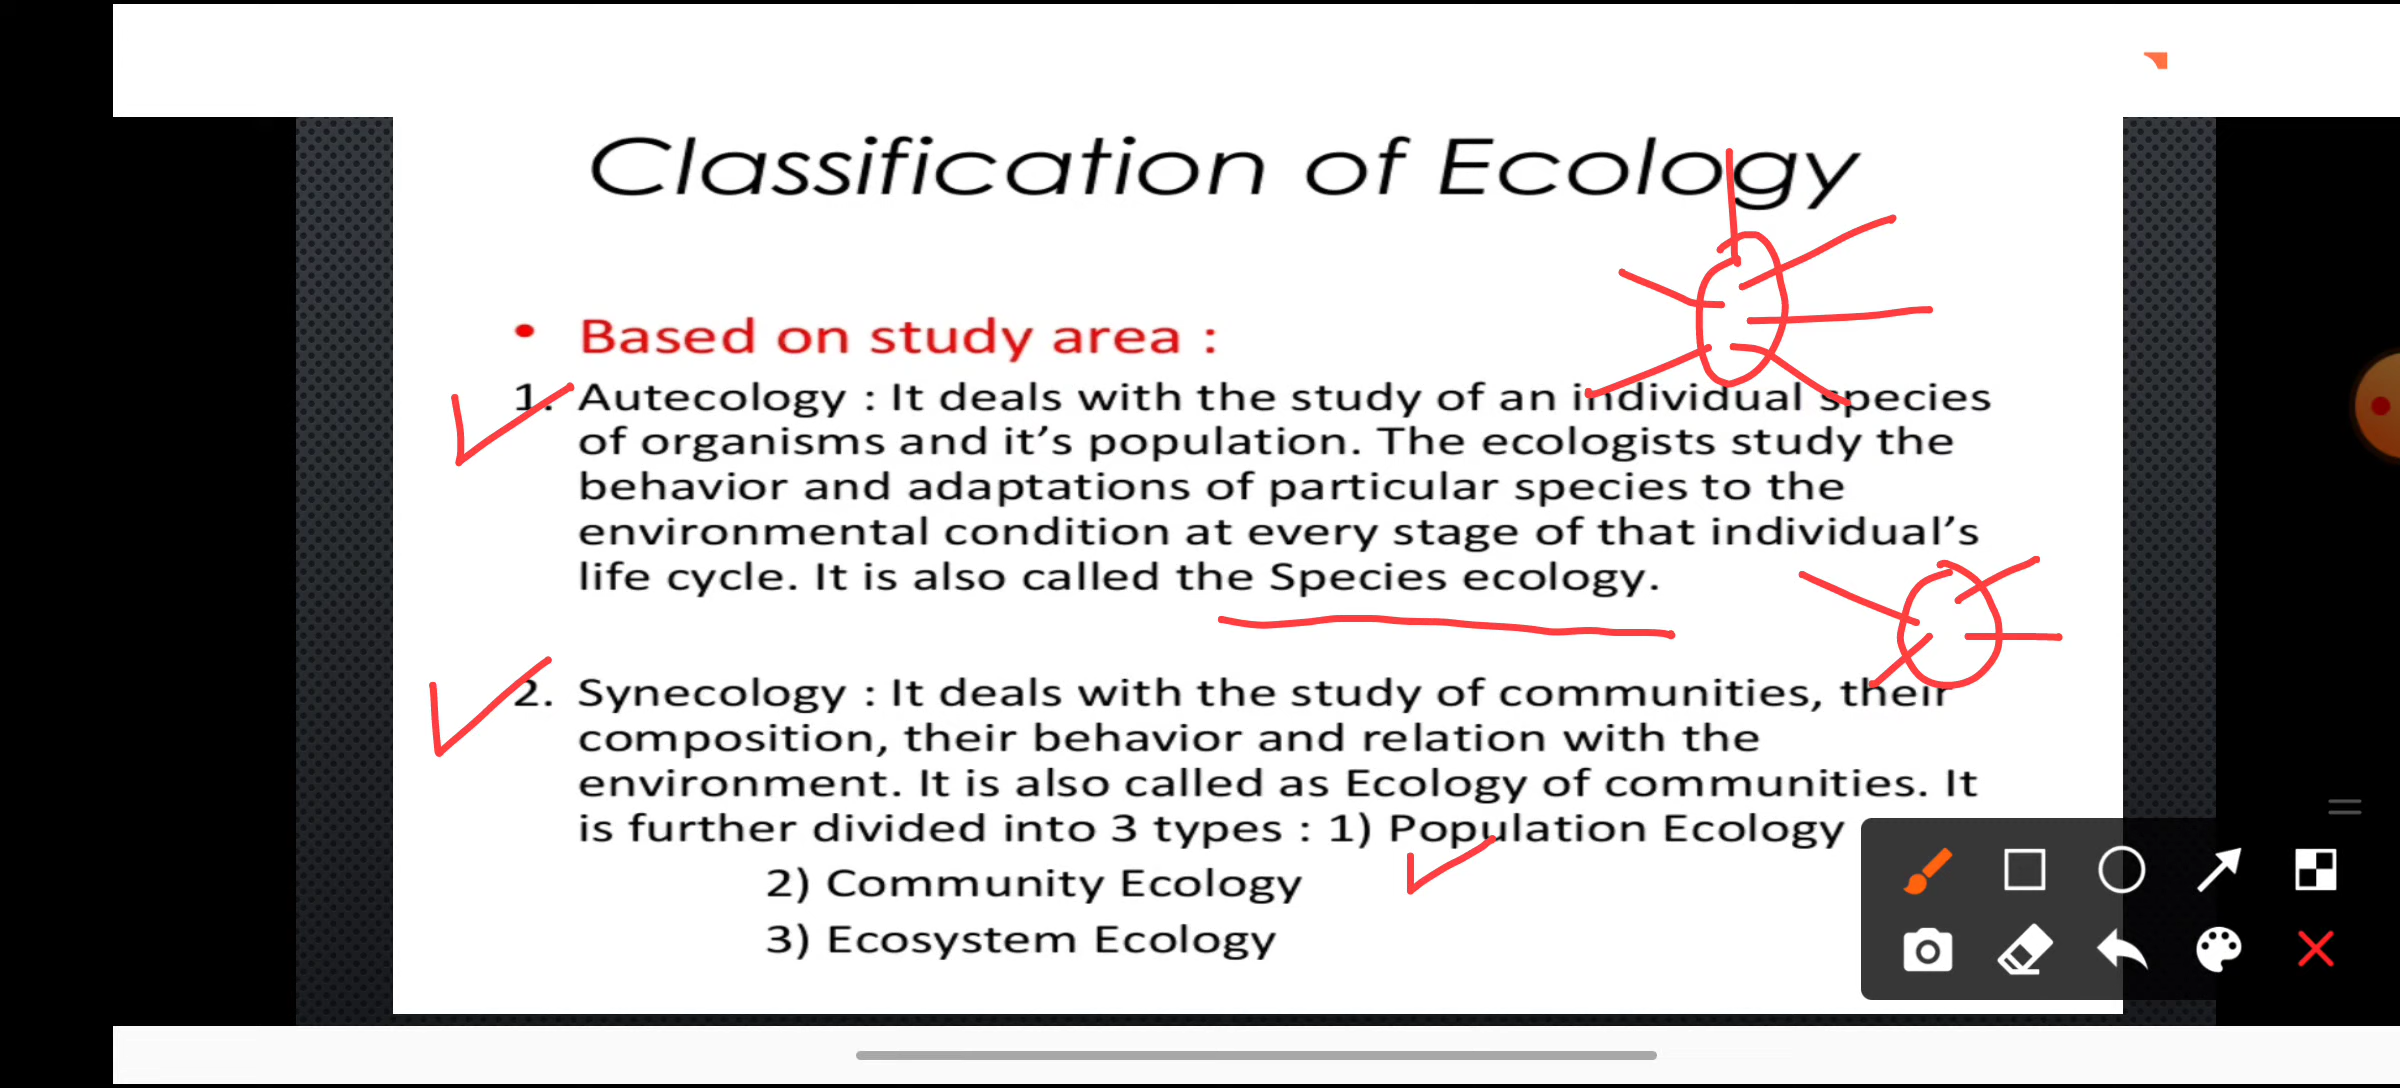 Classification of Ecology
• Based on study area :
1. Autecology : It deals with the study of an individual species
of organisms and it’s population. The ecologists study the
behavior and adaptations of particular species to the
environmental condition at every stage of that individual’s
life cycle. It is also called the Species ecology.
2. Synecology : It deals with the study of communities, their
composition, their behavior and relation with the
environment. It is also called as Ecology of communities. It
is further divided into 3 types : 1) Population Ecology
2) Community Ecology
3) Ecosystem Ecology